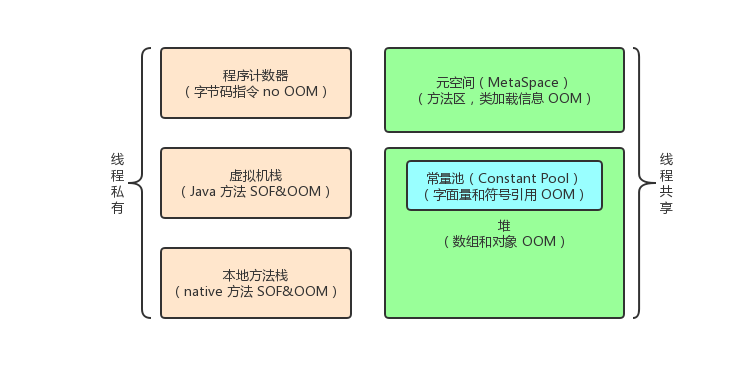 线程私有
程序计数器
（字节码指令 no OOM）
虚拟机栈
（Java 方法 SOF&OOM）
本地方法栈
（native 方法 SOF&OOM）
元空间（MetaSpace）
（方法区，类加载信息 OOM）
常量池（Constant Pool）
（字面量和符号引用 OOM）
堆
（数组和对象 OOM）
线程共享